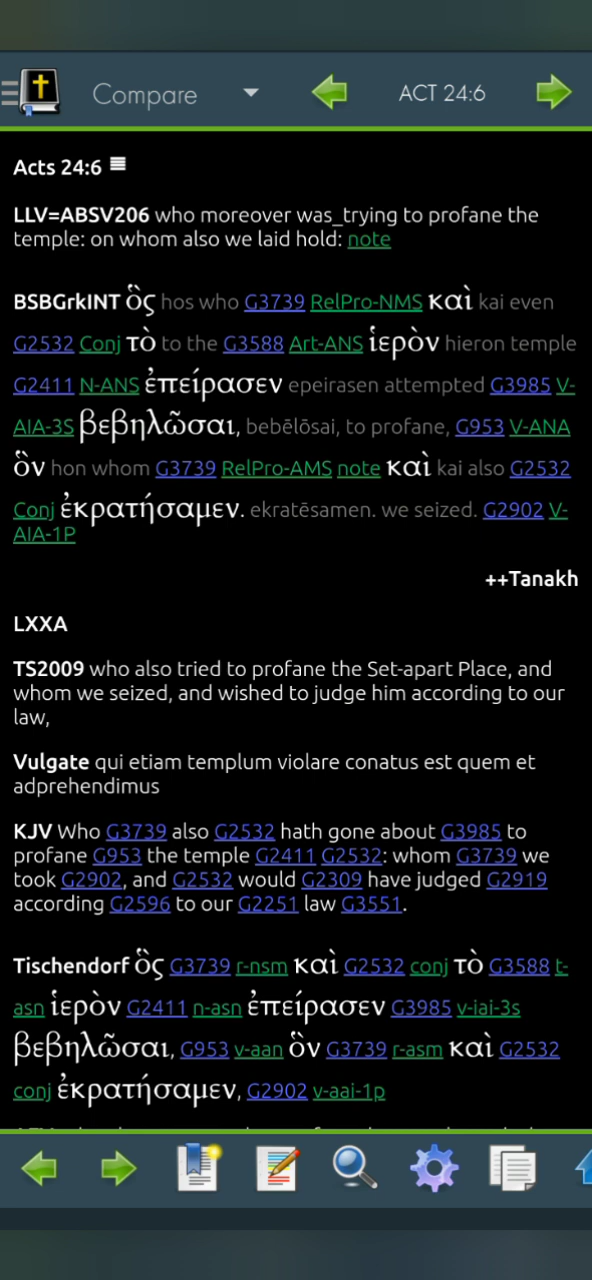 Compare
ACT 24:6
Acts 24:6
LLV=ABSV206 who moreover was_trying to profane the
temple: on whom also we laid hold: note
BSBGrkINT ὃς hos who G3739 RelPro-NMS καὶ kai even
G2532 Conj τὸ to the G3588 Art-ANS ἱερὸν hieron temple
G2411 N-ANS ἐπείρασεν epeirasen attempted G3985 V-
AIA-3S βεβηλῶσαι, bebēlōsai, to profane, G953 V-ANA
ὃν hon whom G3739 RelPro-AMS note καὶ kai also G2532
Conj ἐκρατήσαμεν. ekratēsamen. we seized. G2902 V-
AIA-1P
++Tanakh
LXXA
TS2009 who also tried to profane the Set-apart Place, and
whom we seized, and wished to judge him according to our
law,
Vulgate qui etiam templum violare conatus est quem et
adprehendimus
KJV Who G3739 also G2532 hath gone about G3985 to
profane G953 the temple G2411 G2532: whom G3739 we
took G2902, and G2532 would G2309 have judged G2919
according G2596 to our G2251 law G3551.
Tischendorf ὃς G3739 r-nsm καὶ G2532 conj τὸ G3588 t-
asn ἱερὸν G2411 n-asn ἐπείρασεν G3985 v-iai-3s
βεβηλῶσαι, G953 v-aan ὃν G3739 r-asm καὶ G2532
conj ἐκρατήσαμεν, G2902 v-aai-1p